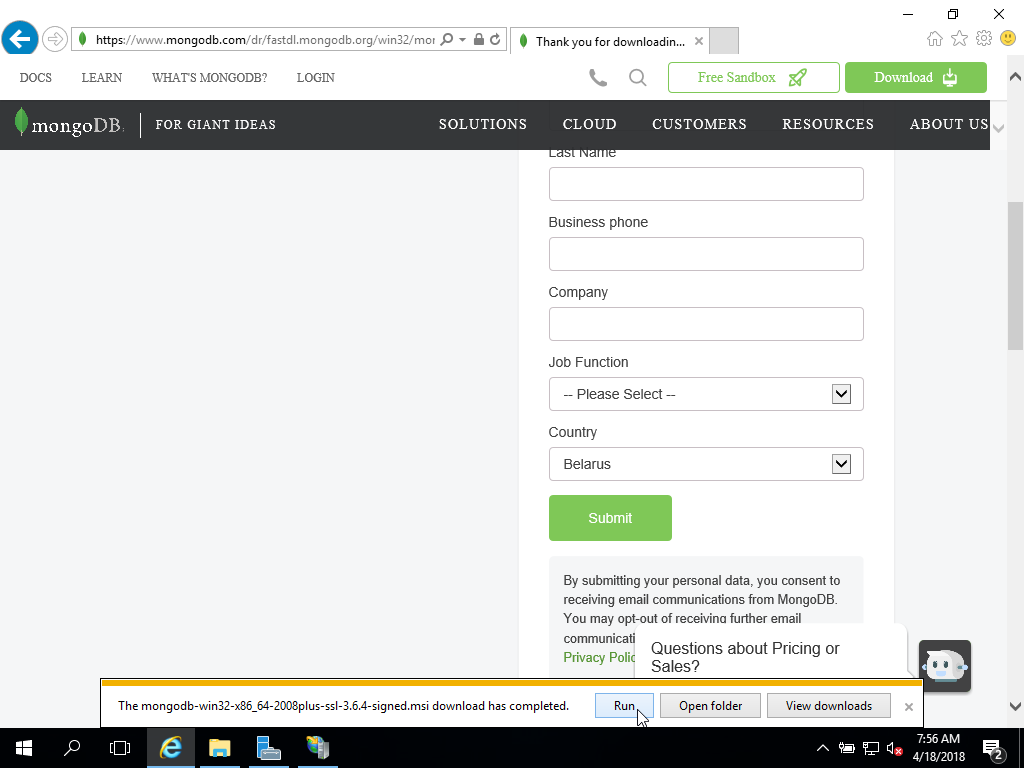 https://www.mongodb.com/dr/fastdl.mongodb.org/win32/mor
Thank you for downloadin...
DOCS
LEARN
WHAT'S MONGODB?
LOGIN
Free Sandbox
Download
mongoDB.
FOR GIANT IDEAS
SOLUTIONS
CLOUD
CUSTOMERS
RESOURCES
ABOUT US
Last Name
Business phone
Company
Job Function
-- Please Select --
Country
Belarus
Submit
By submitting your personal data, you consent to
receiving email communications from MongoDB.
You may opt-out of receiving further email
communicati
Privacy Polic
Questions about Pricing or
Sales?
The mongodb-win32-x86_64-2008plus-ssl-3.6.4-signed.msi download has completed.
Run
Open folder
View downloads
7:56 AM
4/18/2018
2